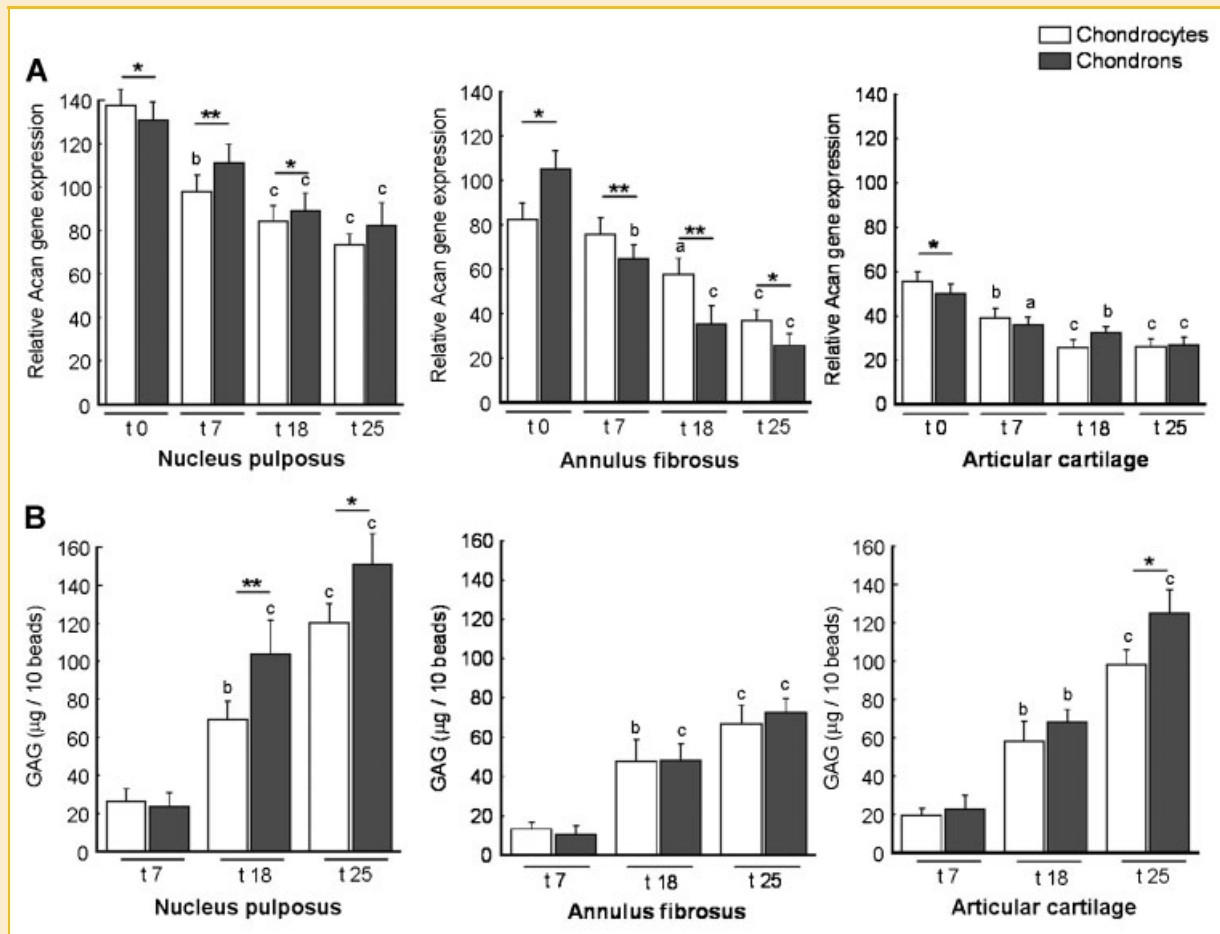 Chondrocytes
Chondrons
A
Relative Acan gene expression
140
120
100
80
60
40
20
0
*
**
b
*
c c
c
c
t 0 t 7 t 18 t 25
Nucleus pulposus
Relative Acan gene expression
140
120
100
80
60
40
20
0
*
**
b
**
a
c
*
c
c
t 0 t 7 t 18 t 25
Annulus fibrosus
Relative Acan gene expression
140
120
100
80
60
40
20
0
*
b a
c b
c c
t 0 t 7 t 18 t 25
Articular cartilage
B
GAG (µg / 10 beads)
160
140
120
100
80
60
40
20
0
**
b
c
*
c
c
t 7 t 18 t 25
Nucleus pulposus
GAG (µg / 10 beads)
160
140
120
100
80
60
40
20
0
b c
c c
t 7 t 18 t 25
Annulus fibrosus
GAG (µg / 10 beads)
160
140
120
100
80
60
40
20
0
b b
*
c
c
t 7 t 18 t 25
Articular cartilage